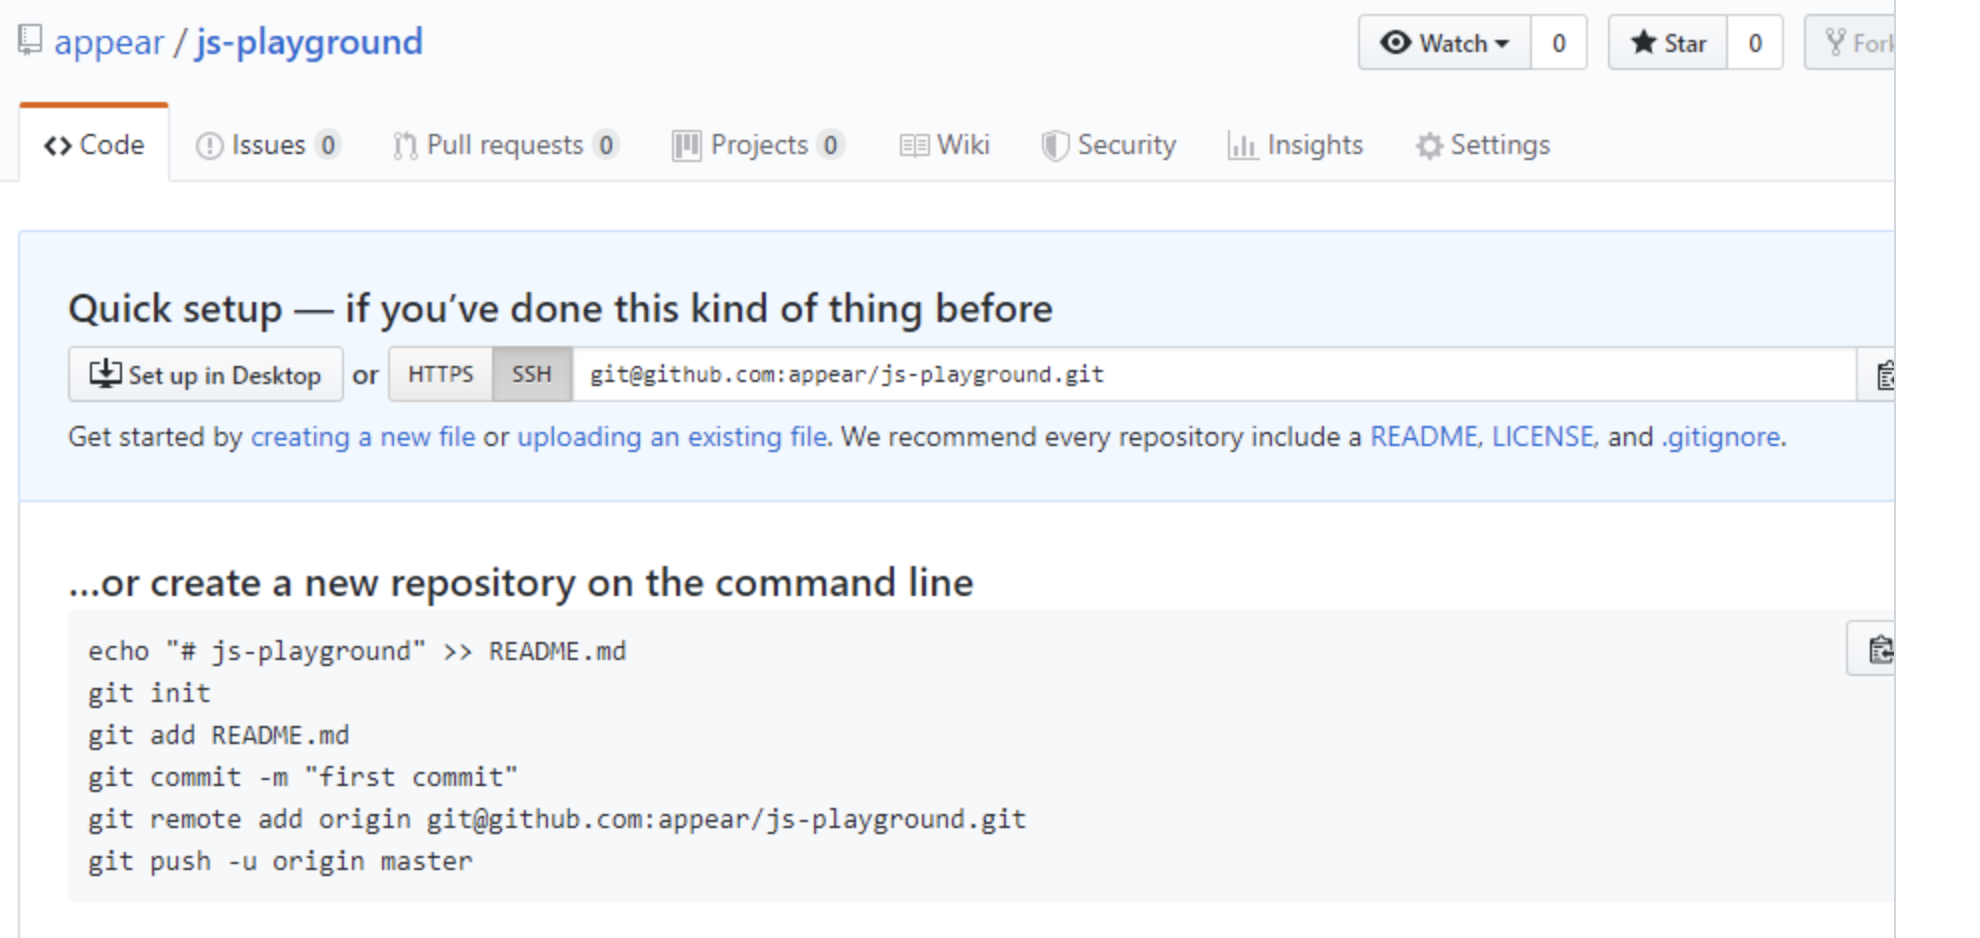 appear / js-playground
Watch 0 Star 0 Fork
Code Issues 0 Pull requests 0 Projects 0 Wiki Security Insights Settings
Quick setup — if you’ve done this kind of thing before
Set up in Desktop or HTTPS SSH git@github.com:appear/js-playground.git
Get started by creating a new file or uploading an existing file. We recommend every repository include a README, LICENSE, and .gitignore.
…or create a new repository on the command line
echo "# js-playground" >> README.md
git init
git add README.md
git commit -m "first commit"
git remote add origin git@github.com:appear/js-playground.git
git push -u origin master